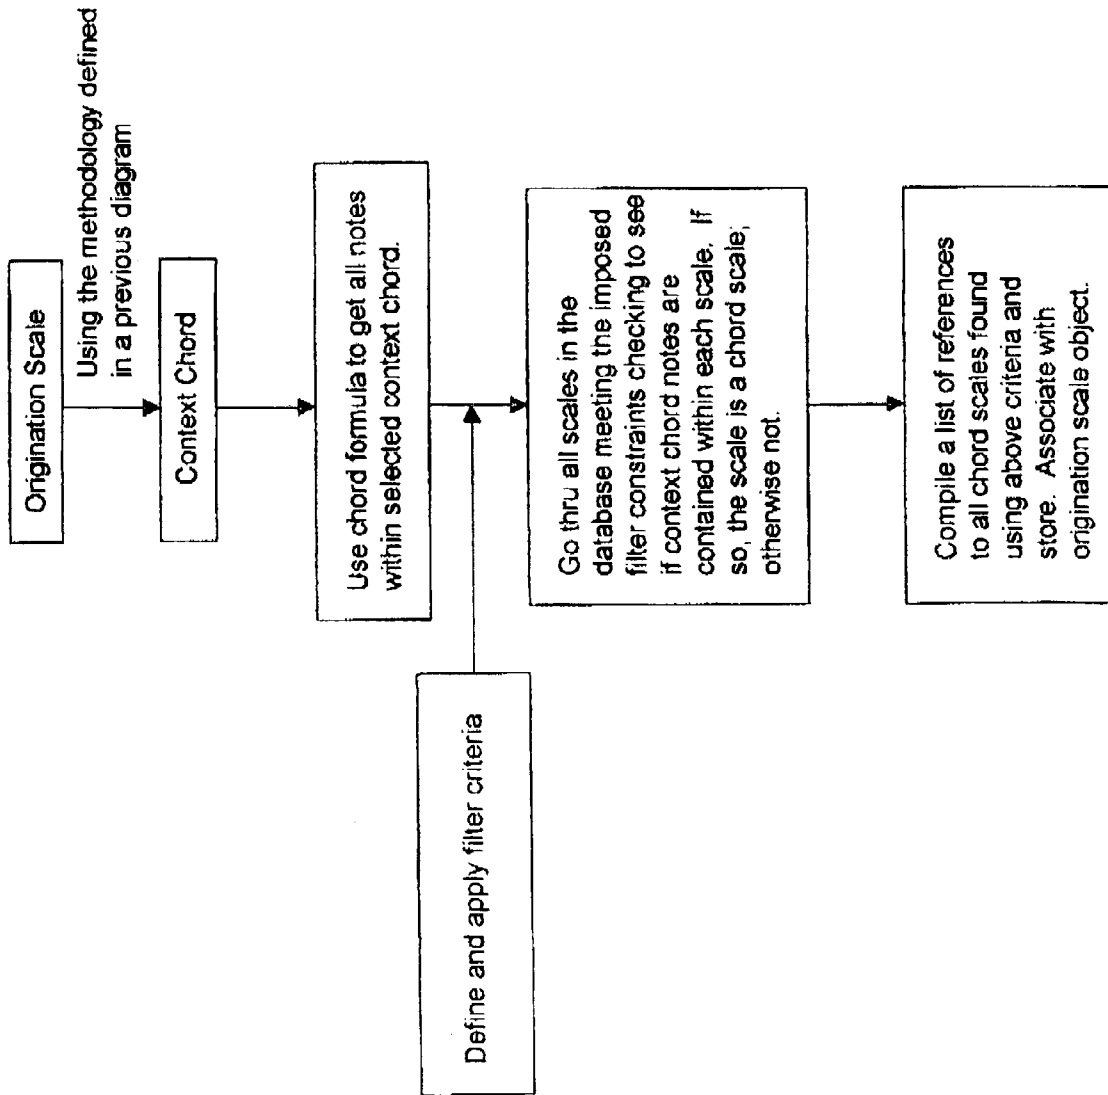 Origination Scale
Using the methodology defined
in a previous diagram
Context Chord
Use chord formula to get all notes
within selected context chord.
Define and apply filter criteria
Go thru all scales in the
database meeting the imposed
filter constraints checking to see
if context chord notes are
contained within each scale. If
so, the scale is a chord scale;
otherwise not.
Compile a list of references
to all chord scales found
using above criteria and
store. Associate with
origination scale object.